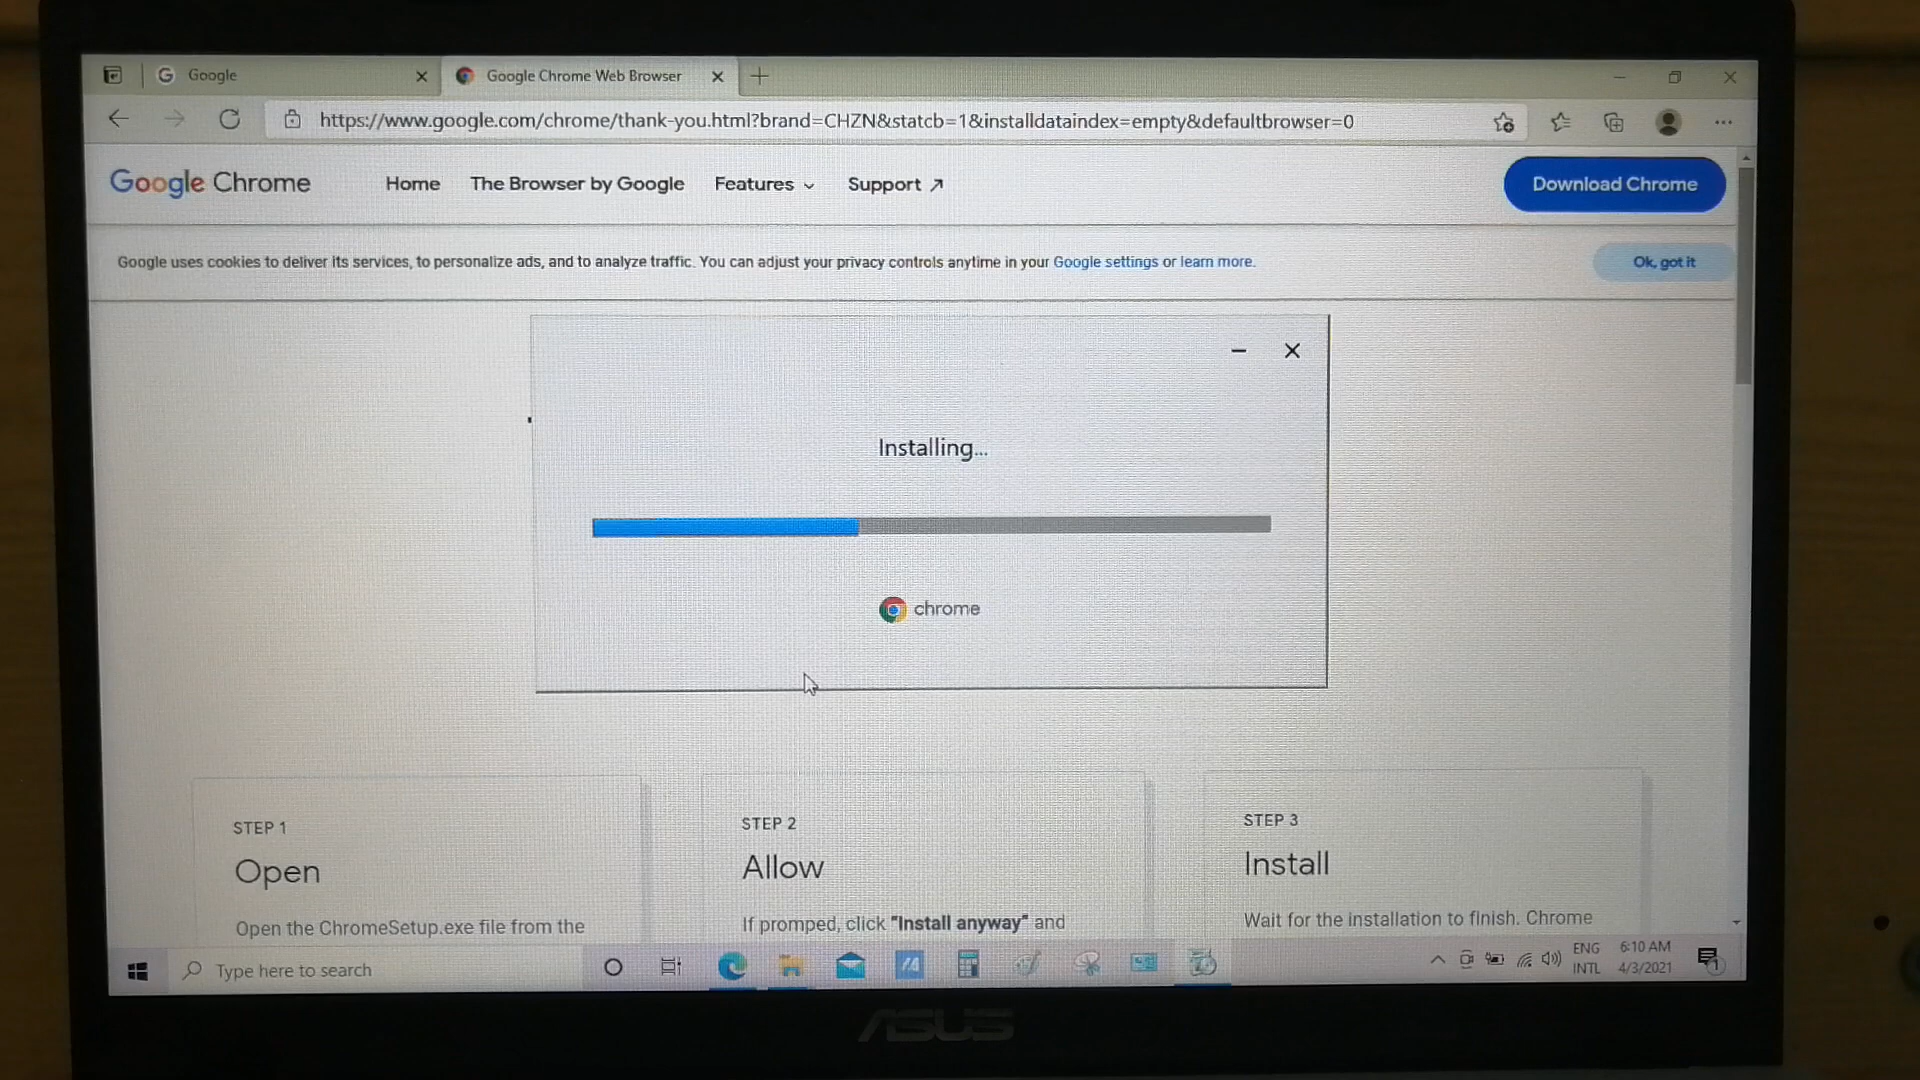 Google
Google Chrome Web Browser
https://www.google.com/chrome/thank-you.html?brand=CHZN&statcb=1&installdataindex=empty&defaultbrowser=0
Google Chrome
Home
The Browser by Google
Features
Support
Download Chrome
Google uses cookies to deliver its services, to personalize ads, and to analyze traffic. You can adjust your privacy controls anytime in your Google settings or learn more.
Ok, got it
Installing...
chrome
STEP 1
Open
Open the ChromeSetup.exe file from the
STEP 2
Allow
If promped, click "Install anyway" and
STEP 3
Install
Wait for the installation to finish. Chrome
Type here to search
ENG
INTL
6:10 AM
4/3/2021
1
ASUS